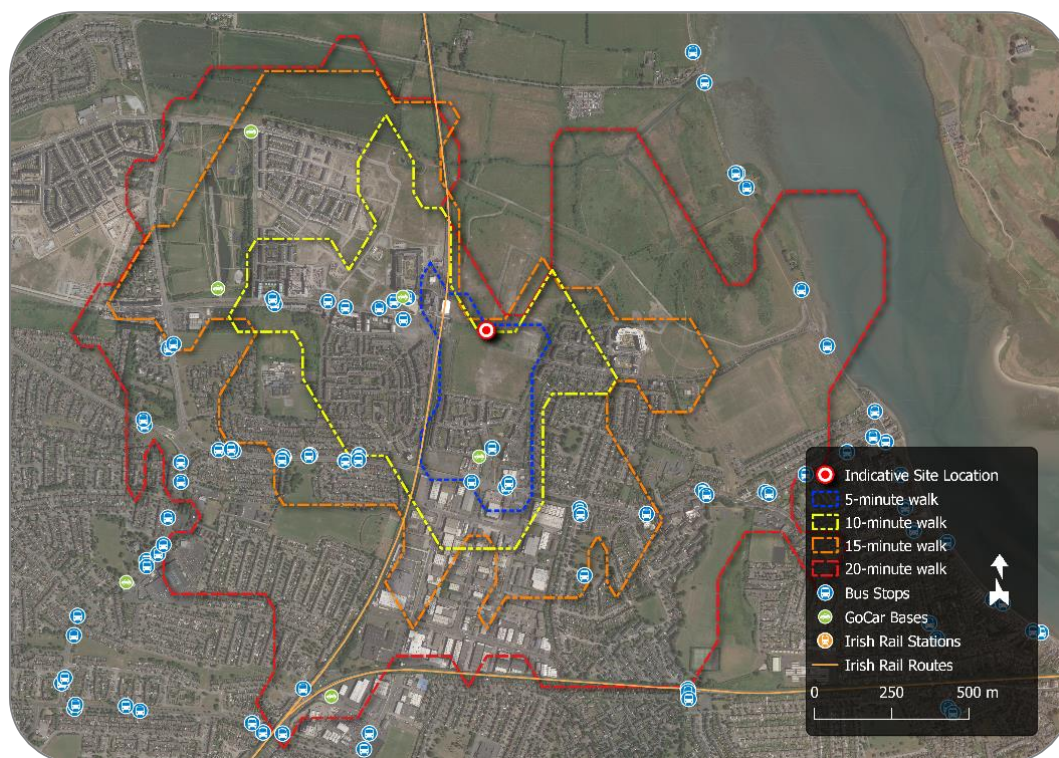 Indicative Site Location
5-minute walk
10-minute walk
15-minute walk
20-minute walk
Bus Stops
GoCar Bases
Irish Rail Stations
Irish Rail Routes
0 250 500 m